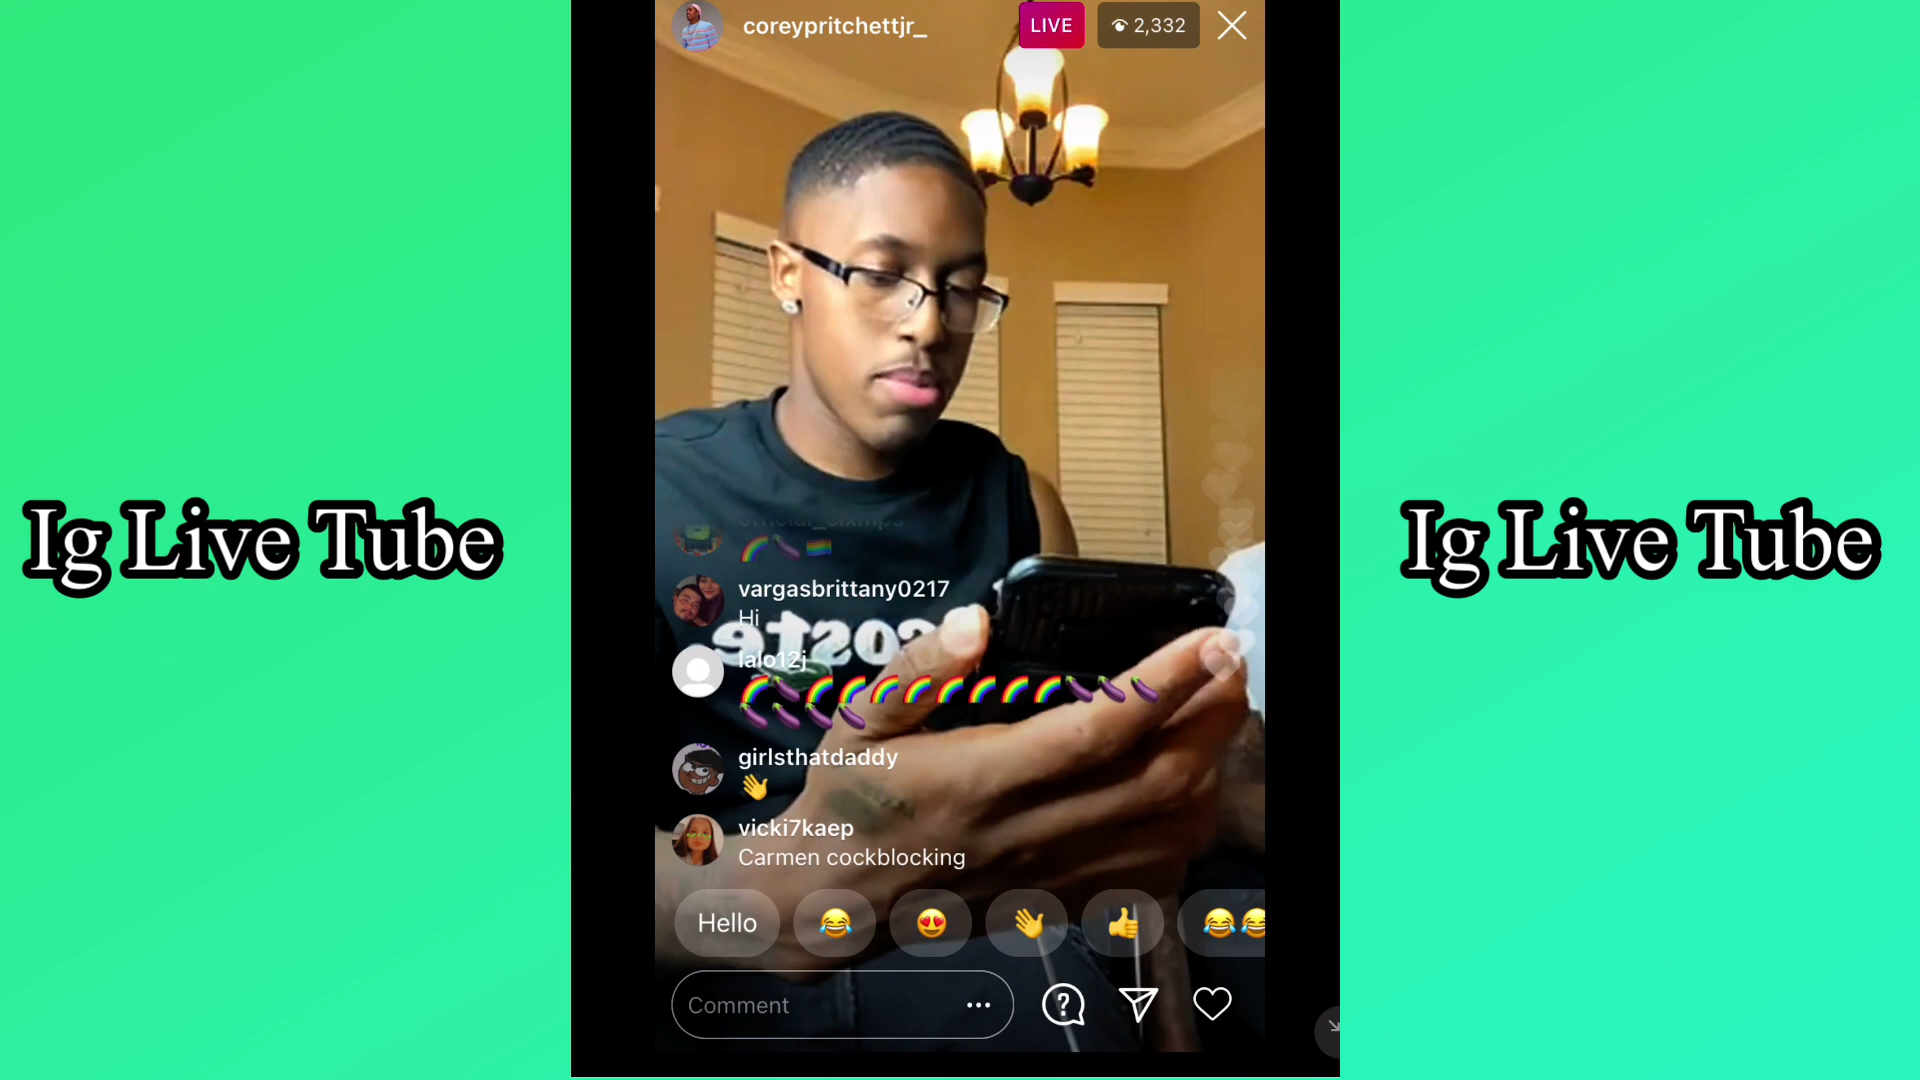 coreypritchettjr_
LIVE
2,332
Ig Live Tube
Ig Live Tube
vargasbrittany0217
Hi
lalo12j
🌈🍆🌈🌈🌈🌈🌈🌈🌈🌈🍆🍆🍆
🍆🍆🍆🍆
girlsthatdaddy
👋
vicki7kaep
Carmen cockblocking
Hello
Comment